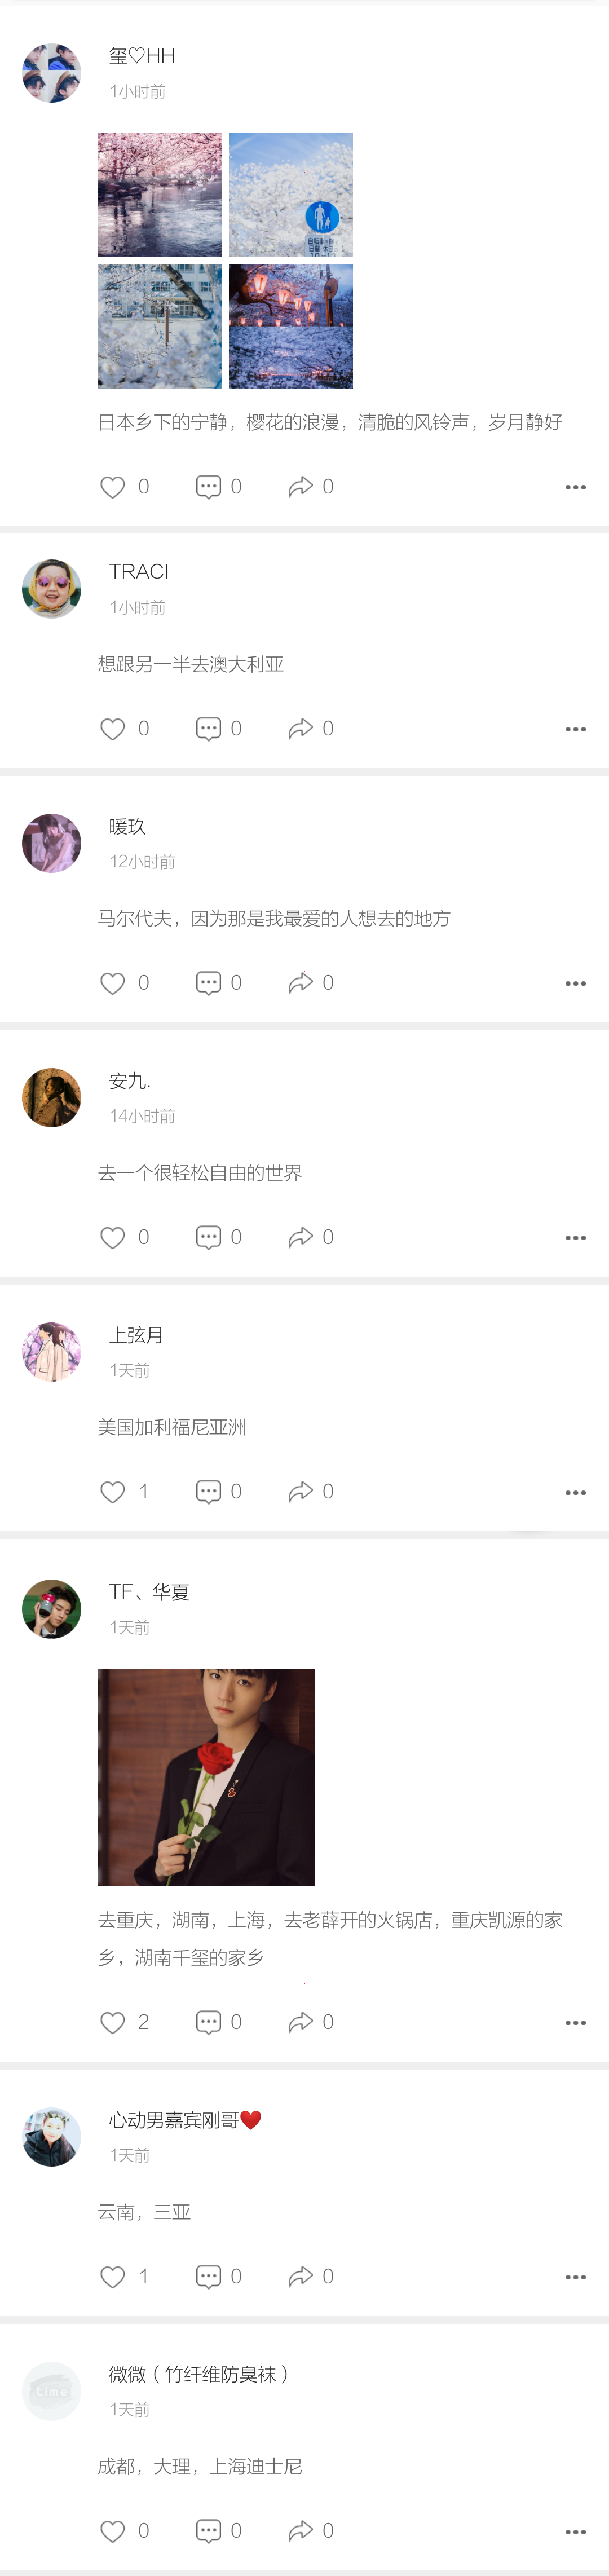 玺♡HH
1小时前
自転車
日曜・休日
日本乡下的宁静，樱花的浪漫，清脆的风铃声，岁月静好
0 0 0
TRACI
1小时前
想跟另一半去澳大利亚
0 0 0
暖玖
12小时前
马尔代夫，因为那是我最爱的人想去的地方
0 0 0
安九.
14小时前
去一个很轻松自由的世界
0 0 0
上弦月
1天前
美国加利福尼亚洲
1 0 0
TF、华夏
1天前
去重庆，湖南，上海，去老薛开的火锅店，重庆凯源的家
乡，湖南千玺的家乡
2 0 0
心动男嘉宾刚哥❤️
1天前
云南，三亚
1 0 0
time
微微（竹纤维防臭袜）
1天前
成都，大理，上海迪士尼
0 0 0